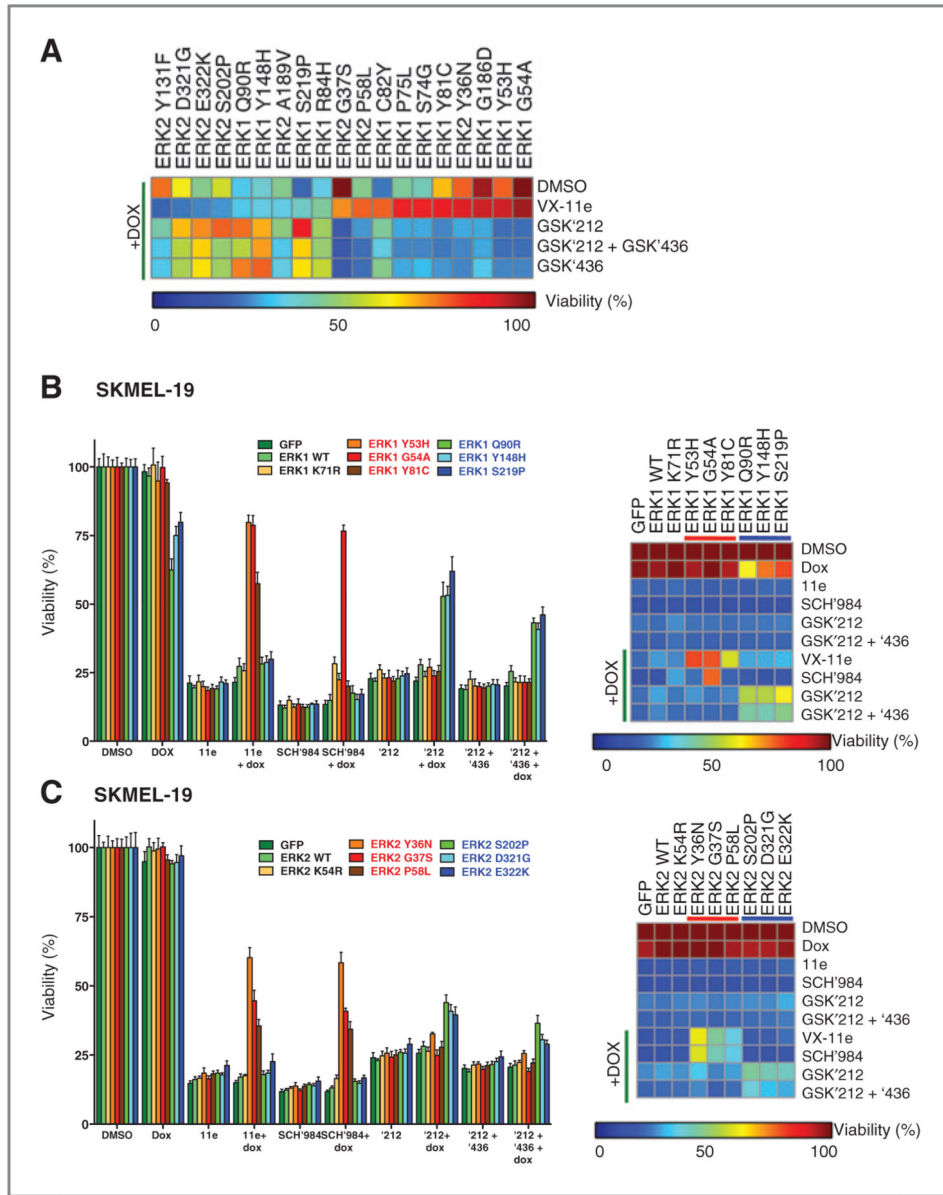 A
ERK2 Y131F
ERK2 D321G
ERK2 E322K
ERK2 S202P
ERK1 Q90R
ERK1 Y148H
ERK2 A189V
ERK1 S219P
ERK1 R84H
ERK2 G37S
ERK2 P58L
ERK1 C82Y
ERK1 P75L
ERK1 S74G
ERK1 Y81C
ERK2 Y36N
ERK1 G186D
ERK1 Y53H
ERK1 G54A
+DOX
DMSO
VX-11e
GSK'212
GSK'212 + GSK'436
GSK'436
Viability (%)
0 50 100
B SKMEL-19
Viability (%)
100
75
50
25
0
GFP
ERK1 WT
ERK1 K71R
ERK1 Y53H
ERK1 G54A
ERK1 Y81C
ERK1 Q90R
ERK1 Y148H
ERK1 S219P
DMSO
DOX
11e
11e
+ dox
SCH'984
SCH'984
+ dox
'212
'212
+ dox
'212 +
'436
'212 +
'436 +
dox
GFP
ERK1 WT
ERK1 K71R
ERK1 Y53H
ERK1 G54A
ERK1 Y81C
ERK1 Q90R
ERK1 Y148H
ERK1 S219P
DMSO
Dox
11e
SCH'984
GSK'212
GSK'212 + '436
+DOX
VX-11e
SCH'984
GSK'212
GSK'212 + '436
Viability (%)
0 50 100
C SKMEL-19
Viability (%)
100
75
50
25
0
GFP
ERK2 WT
ERK2 K54R
ERK2 Y36N
ERK2 G37S
ERK2 P58L
ERK2 S202P
ERK2 D321G
ERK2 E322K
DMSO
Dox
11e
11e+
dox
SCH'984
SCH'984+
dox
'212
'212+
dox
'212 +
'436
'212 +
'436 +
dox
GFP
ERK2 WT
ERK2 K54R
ERK2 Y36N
ERK2 G37S
ERK2 P58L
ERK2 S202P
ERK2 D321G
ERK2 E322K
DMSO
Dox
11e
SCH'984
GSK'212
GSK'212 + '436
+DOX
VX-11e
SCH'984
GSK'212
GSK'212 + '436
Viability (%)
0 50 100